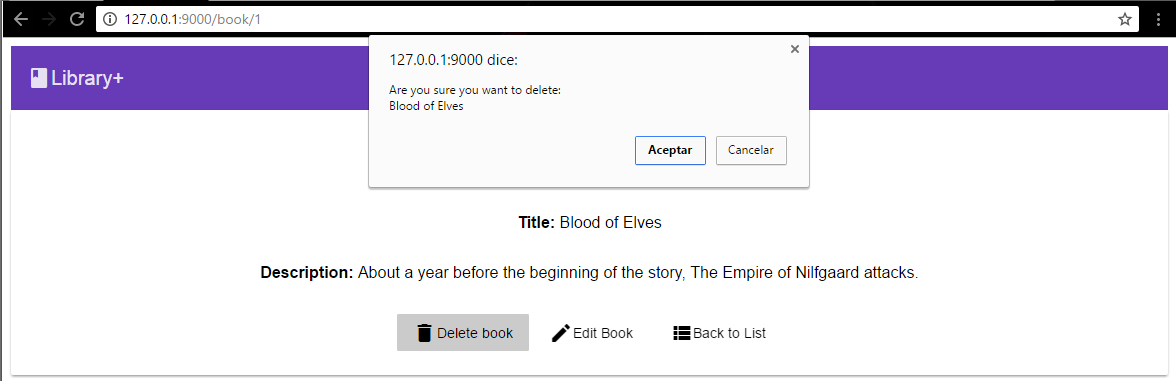 127.0.0.1:9000/book/1
Library+
127.0.0.1:9000 dice:
Are you sure you want to delete:
Blood of Elves
Aceptar Cancelar
Title: Blood of Elves
Description: About a year before the beginning of the story, The Empire of Nilfgaard attacks.
Delete book Edit Book Back to List